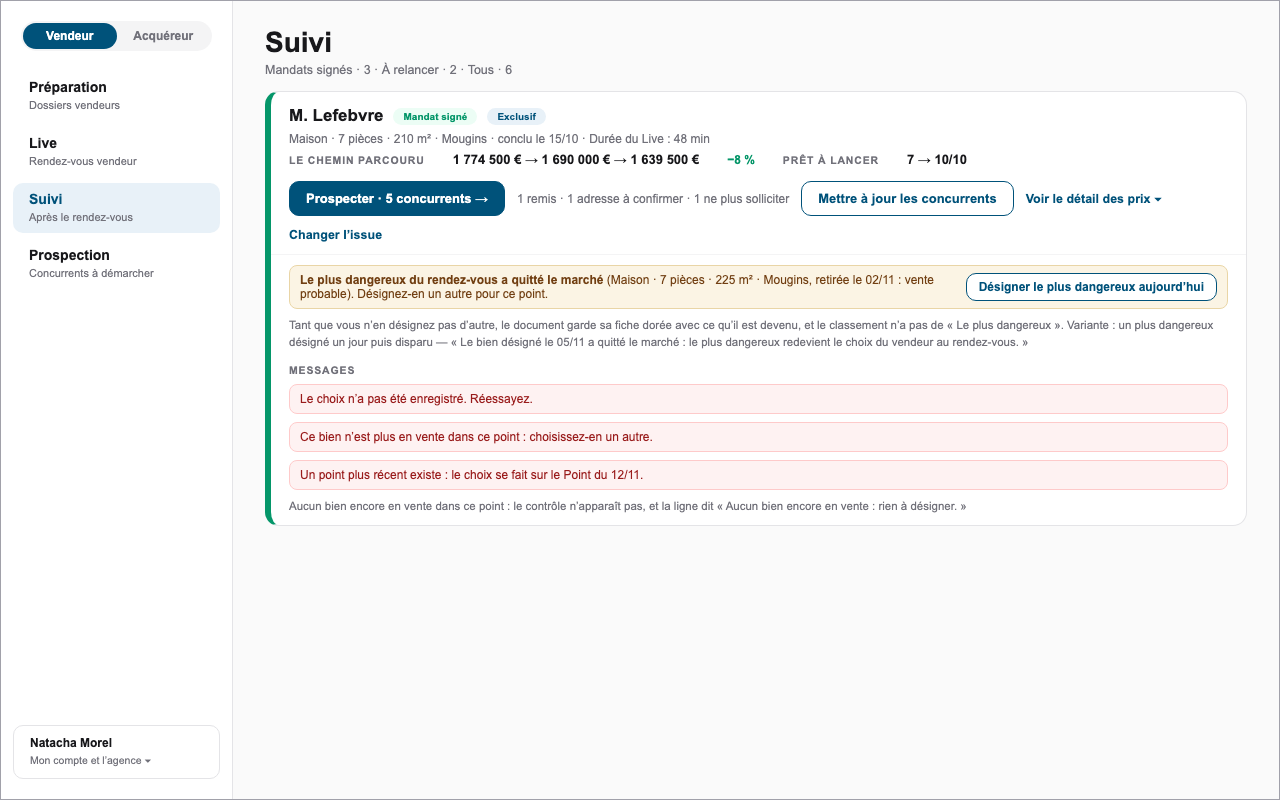 Vendeur
Acquéreur
Préparation
Dossiers vendeurs
Live
Rendez-vous vendeur
Suivi
Après le rendez-vous
Prospection
Concurrents à démarcher
Natacha Morel
Mon compte et l’agence
Suivi
Mandats signés · 3 · À relancer · 2 · Tous · 6
M. Lefebvre
Mandat signé
Exclusif
Maison · 7 pièces · 210 m² · Mougins · conclu le 15/10 · Durée du Live : 48 min
LE CHEMIN PARCOURU 1 774 500 € → 1 690 000 € → 1 639 500 € −8 % PRÊT À LANCER 7 → 10/10
Prospecter · 5 concurrents →
1 remis · 1 adresse à confirmer · 1 ne plus solliciter
Mettre à jour les concurrents
Voir le détail des prix
Changer l’issue
Le plus dangereux du rendez-vous a quitté le marché (Maison · 7 pièces · 225 m² · Mougins, retirée le 02/11 : vente
probable). Désignez-en un autre pour ce point.
Désigner le plus dangereux aujourd’hui
Tant que vous n’en désignez pas d’autre, le document garde sa fiche dorée avec ce qu’il est devenu, et le classement n’a pas de « Le plus dangereux ». Variante : un plus dangereux
désigné un jour puis disparu — « Le bien désigné le 05/11 a quitté le marché : le plus dangereux redevient le choix du vendeur au rendez-vous. »
MESSAGES
Le choix n’a pas été enregistré. Réessayez.
Ce bien n’est plus en vente dans ce point : choisissez-en un autre.
Un point plus récent existe : le choix se fait sur le Point du 12/11.
Aucun bien encore en vente dans ce point : le contrôle n’apparaît pas, et la ligne dit « Aucun bien encore en vente : rien à désigner. »